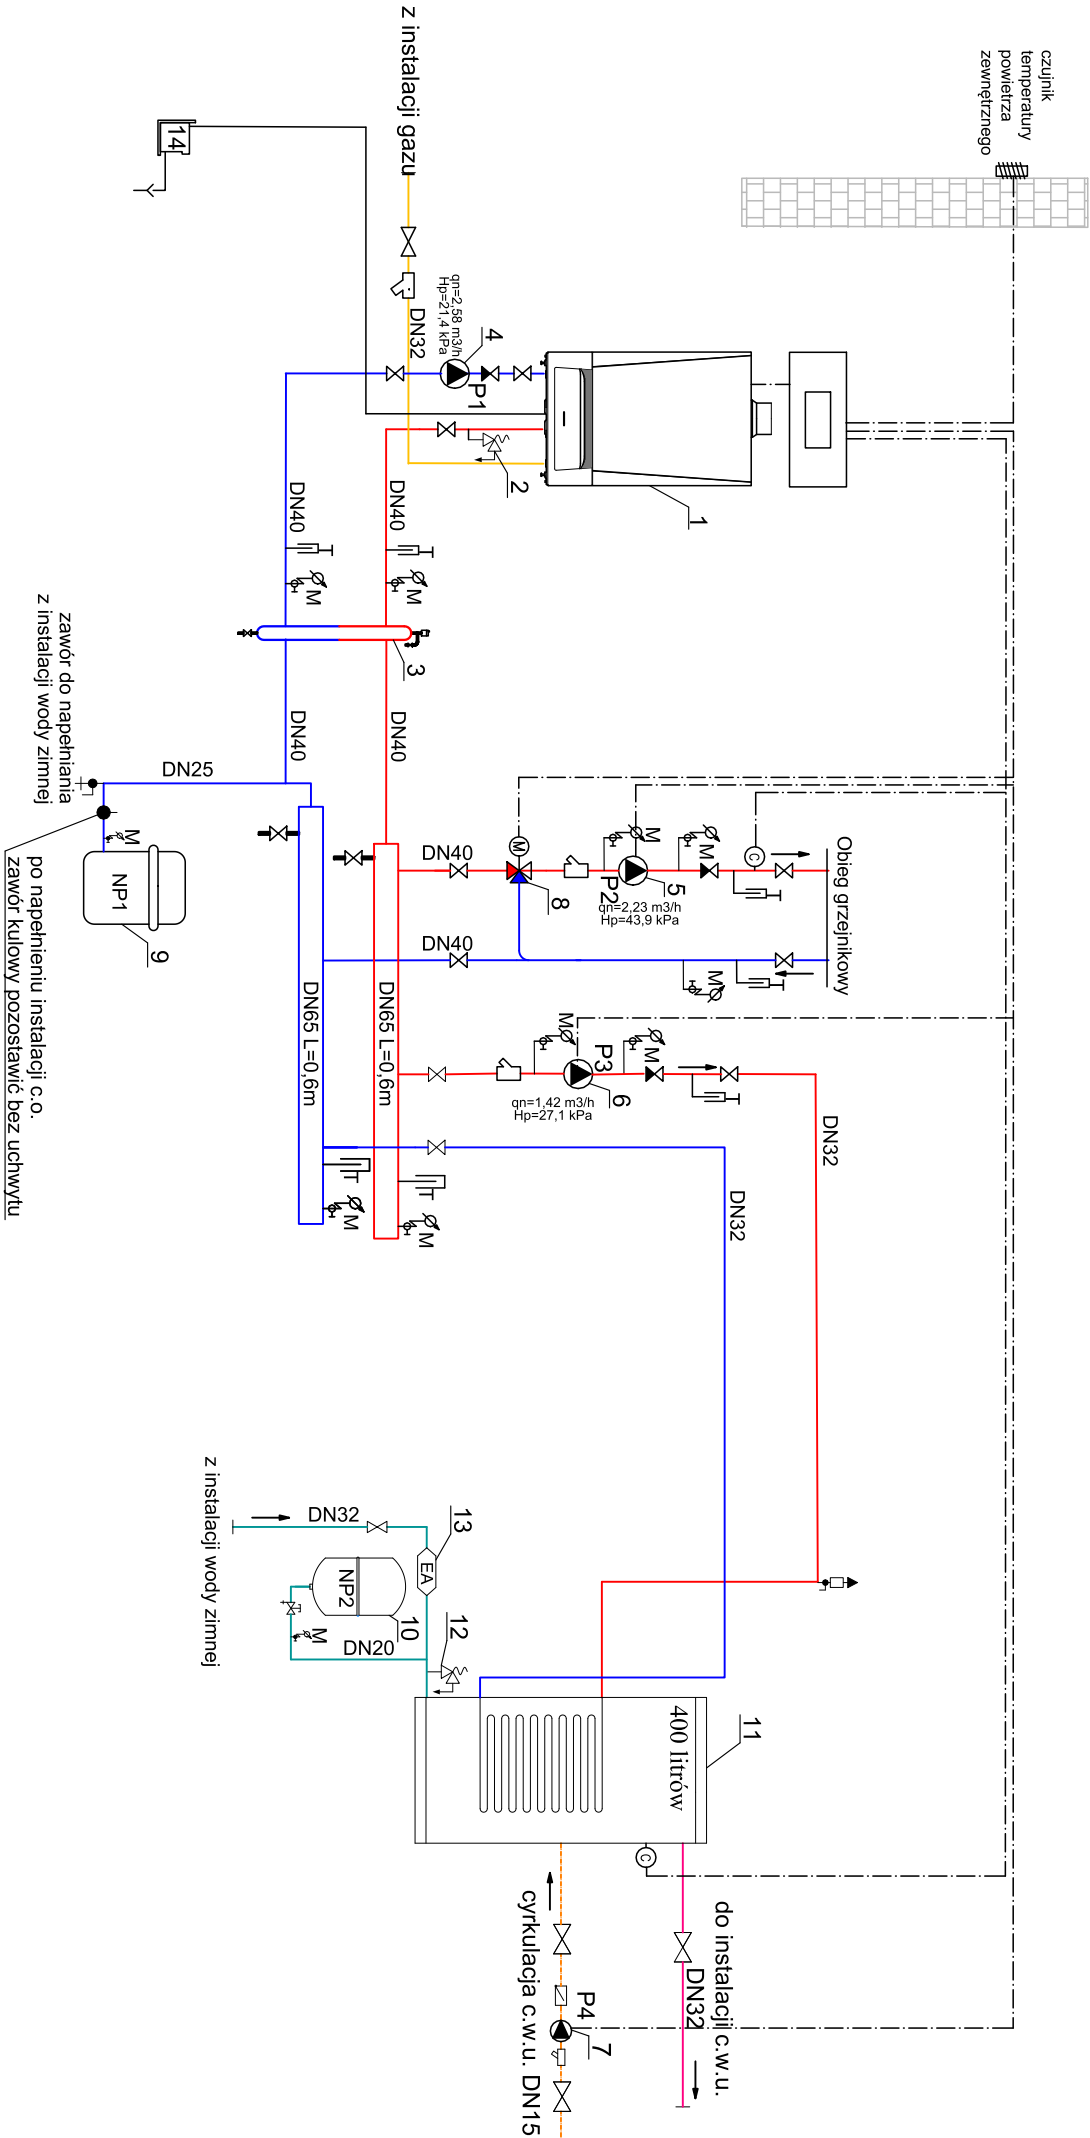 czujnik
temperatury
powietrza
zewnętrznego
z instalacji gazu
14
DN32
qn=2,58 m3/h
Hp=21,4 kPa
4
P1
2
1
DN40
M
DN40
M
3
DN40
DN40
DN25
zawór do napełniania
z instalacji wody zimnej
M
NP1
9
po napełnieniu instalacji c.o.
zawór kulowy pozostawić bez uchwytu
Obieg grzejnikowy
C
M
M
M
DN40
8
P2
5
qn=2,23 m3/h
Hp=43,9 kPa
DN40
M
DN65 L=0,6m
DN65 L=0,6m
M
M
P3
6
qn=1,42 m3/h
Hp=27,1 kPa
M
M
DN32
DN32
z instalacji wody zimnej
DN32
13
EA
NP2
10
M
DN20
12
11
400 litrów
C
do instalacji c.w.u.
DN32
P4
7
cyrkulacja c.w.u. DN15